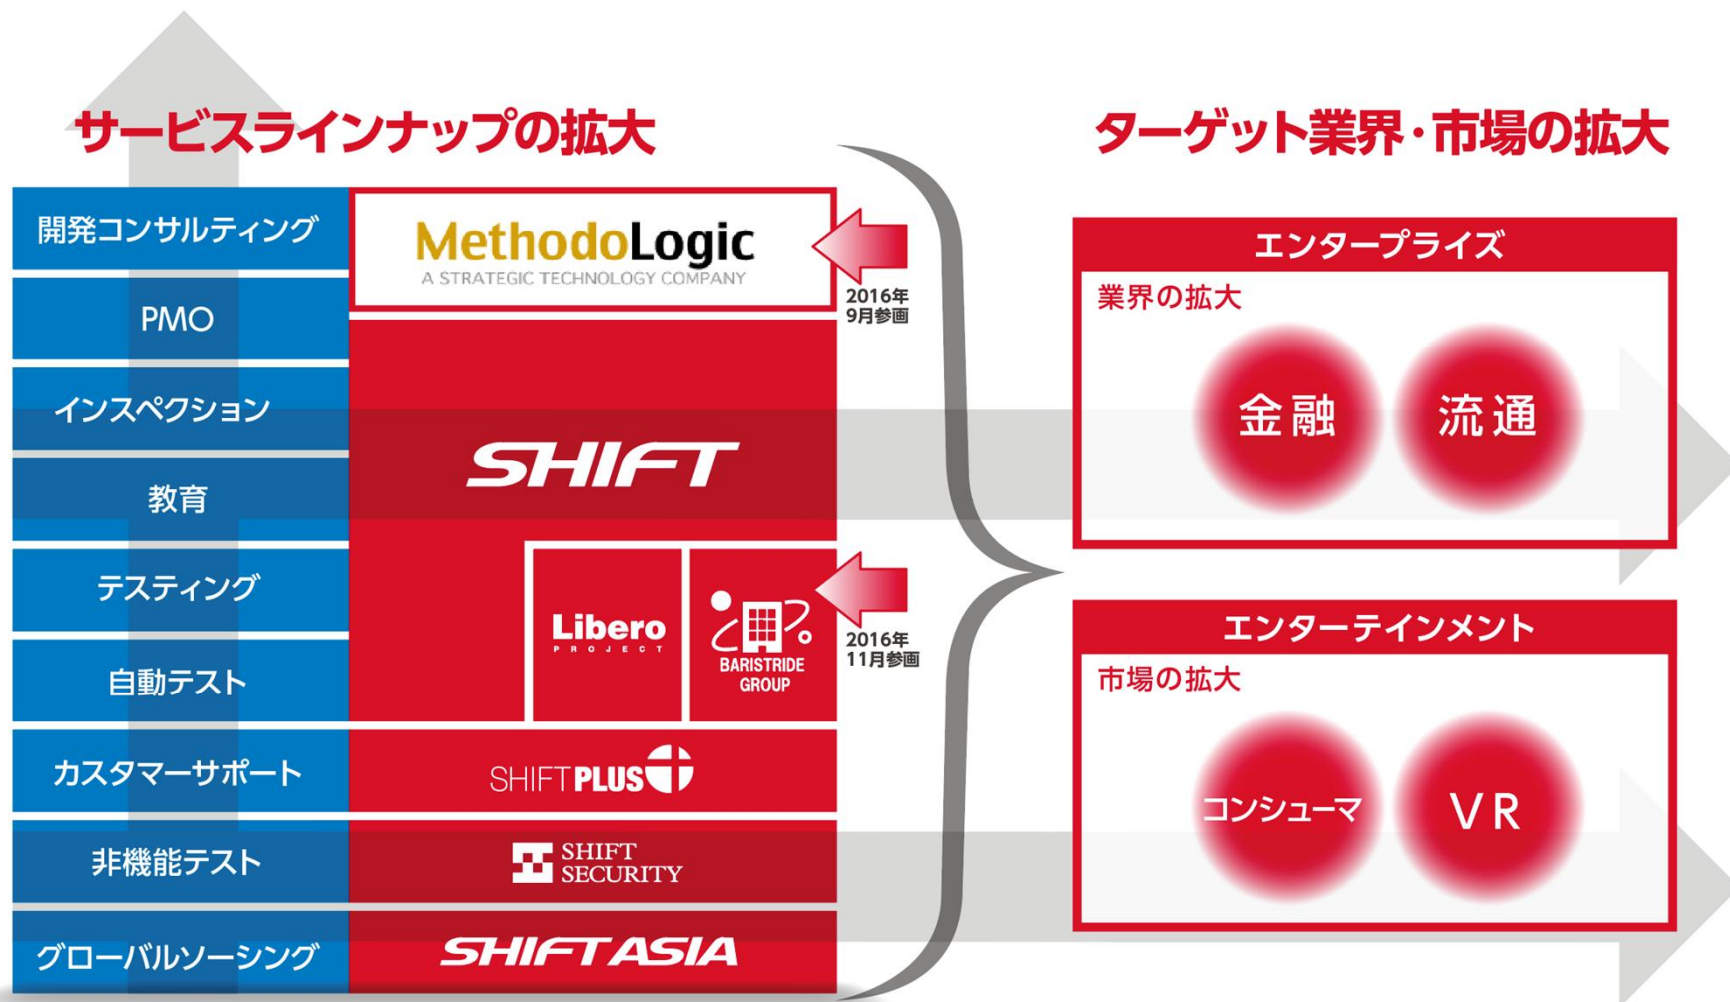 サービスラインナップの拡大
開発コンサルティング
PMO
インスペクション
教育
テスティング
自動テスト
カスタマーサポート
非機能テスト
グローバルソーシング
MethodoLogic
A STRATEGIC TECHNOLOGY COMPANY
2016年
9月参画
SHIFT
Libero
PROJECT
BARISTRIDE
GROUP
2016年
11月参画
SHIFT PLUS
SHIFT
SECURITY
SHIFT ASIA
ターゲット業界・市場の拡大
エンタープライズ
業界の拡大
金融
流通
エンターテインメント
市場の拡大
コンシューマ
VR